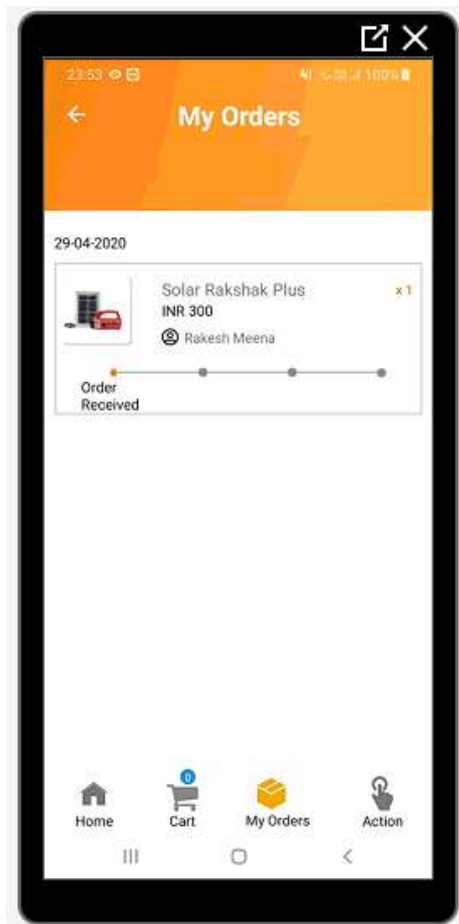 23:53
100%
My Orders
29-04-2020
Solar Rakshak Plus
x 1
INR 300
Rakesh Meena
Order
Received
0
Home
Cart
My Orders
Action